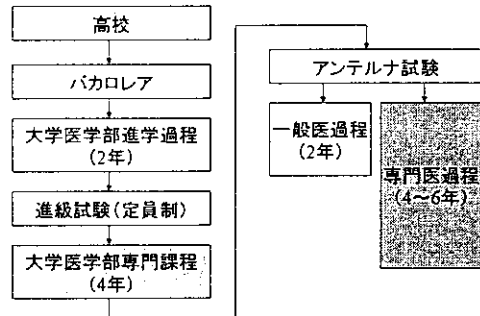 高校
バカロレア
大学医学部進学過程
(2年)
進級試験(定員制)
大学医学部専門課程
(4年)
アンテルナ試験
一般医過程
(2年)
専門医過程
(4～6年)